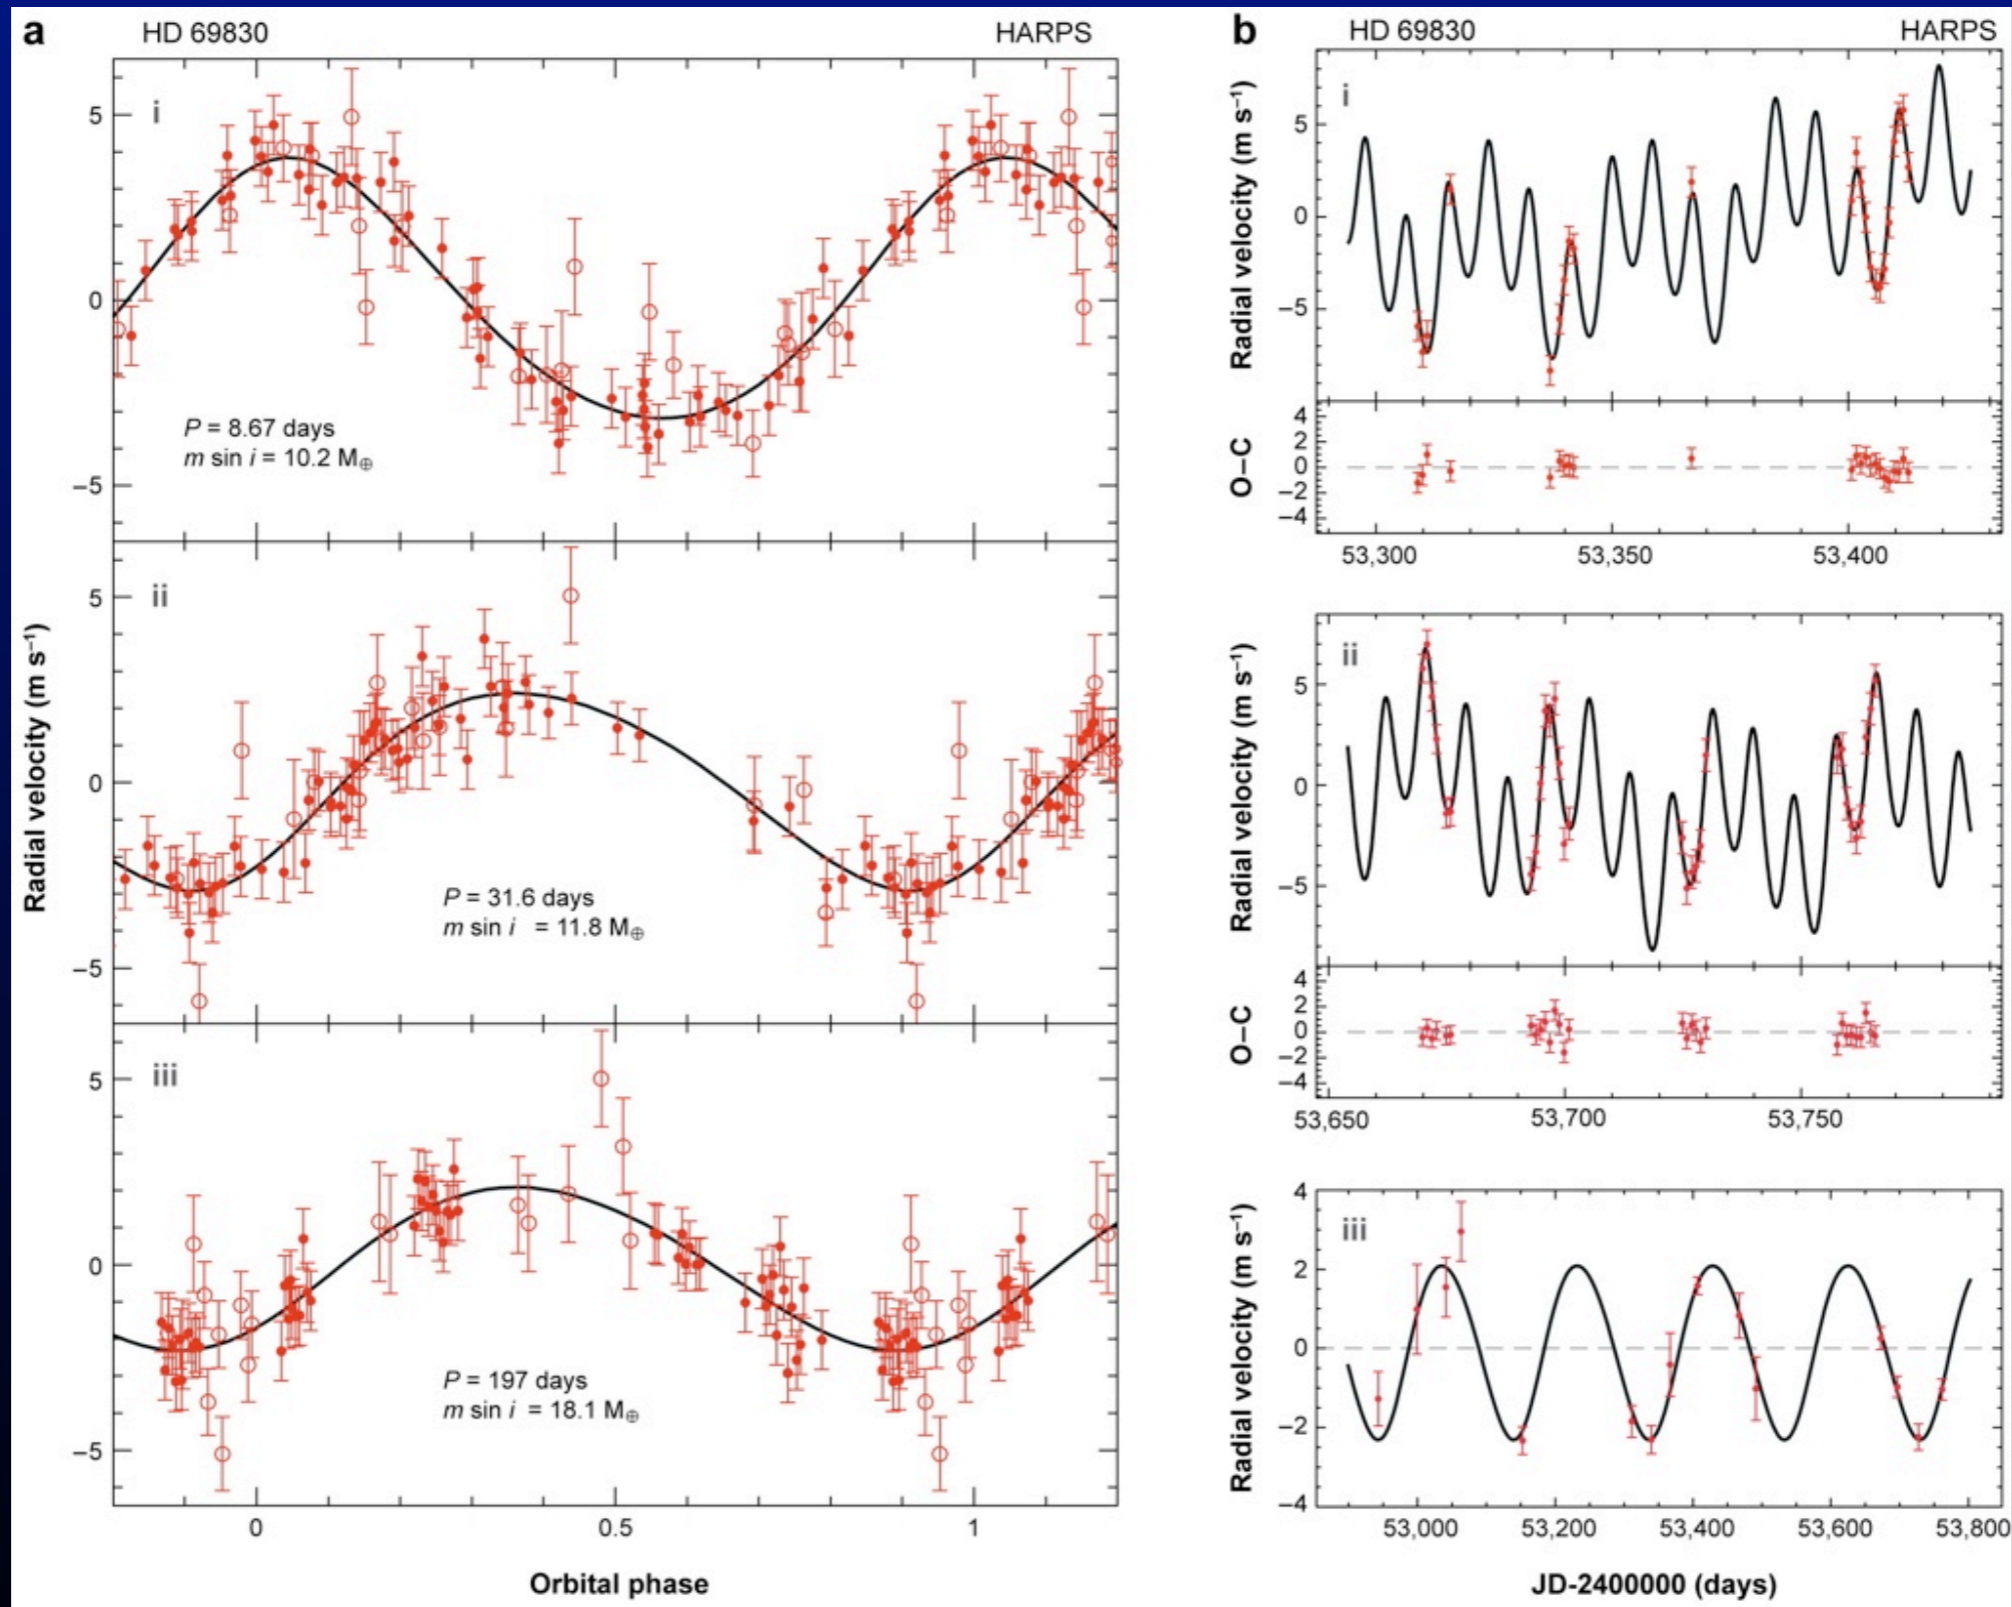 a
HD 69830 HARPS
i
5
0
−5
P = 8.67 days
m sin i = 10.2 M⊕
ii
5
0
−5
P = 31.6 days
m sin i = 11.8 M⊕
iii
5
0
−5
P = 197 days
m sin i = 18.1 M⊕
0 0.5 1
Radial velocity (m s⁻¹)
Orbital phase
b
HD 69830 HARPS
i
Radial velocity (m s⁻¹)
5
0
−5
O–C
4
2
0
−2
−4
53,300 53,350 53,400
ii
Radial velocity (m s⁻¹)
5
0
−5
O–C
4
2
0
−2
−4
53,650 53,700 53,750
iii
Radial velocity (m s⁻¹)
4
2
0
−2
−4
53,000 53,200 53,400 53,600 53,800
JD-2400000 (days)